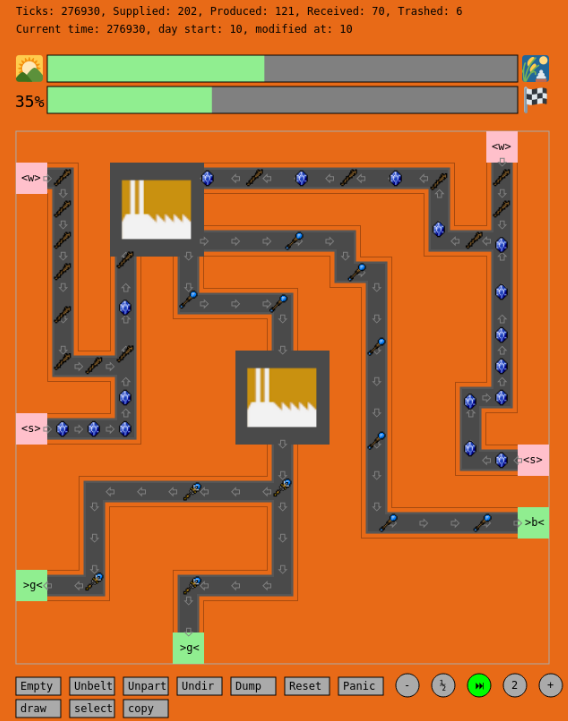 Ticks: 276930, Supplied: 202, Produced: 121, Received: 70, Trashed: 6
Current time: 276930, day start: 10, modified at: 10
35%
<w>
<w>
<s>
<s>
>b<
>g<
>g<
Empty Unbelt Unpart Undir Dump Reset Panic - ½ 2 +
draw select copy